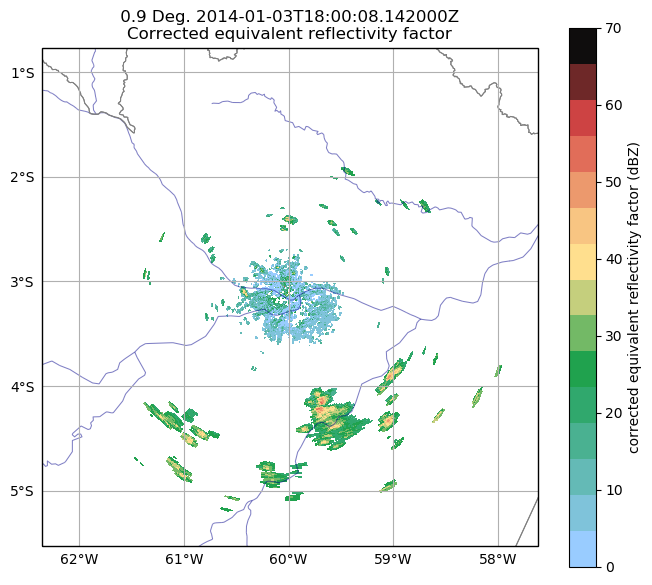 0.9 Deg. 2014-01-03T18:00:08.142000Z
Corrected equivalent reflectivity factor
1°S
2°S
3°S
4°S
5°S
62°W
61°W
60°W
59°W
58°W
70
60
50
40
30
20
10
0
corrected equivalent reflectivity factor (dBZ)